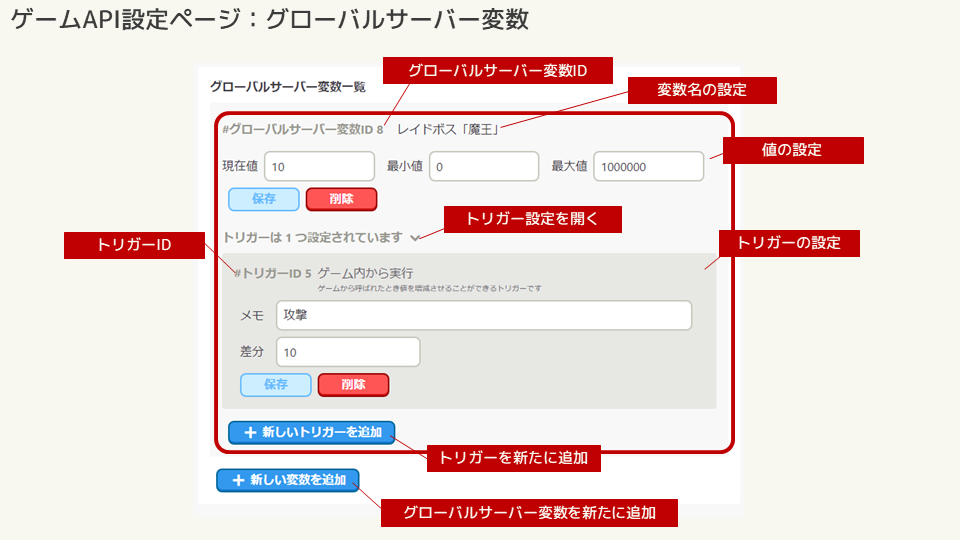 ゲームAPI設定ページ：グローバルサーバー変数
グローバルサーバー変数ID
グローバルサーバー変数一覧
変数名の設定
#グローバルサーバー変数ID 8 レイドボス「魔王」
値の設定
現在値 10 最小値 0 最大値 1000000
保存 削除
トリガー設定を開く
トリガーは 1 つ設定されています
トリガーID
トリガーの設定
#トリガーID 5 ゲーム内から実行
ゲームから呼ばれたとき値を増減させることができるトリガーです
メモ 攻撃
差分 10
保存 削除
＋ 新しいトリガーを追加
トリガーを新たに追加
＋ 新しい変数を追加
グローバルサーバー変数を新たに追加